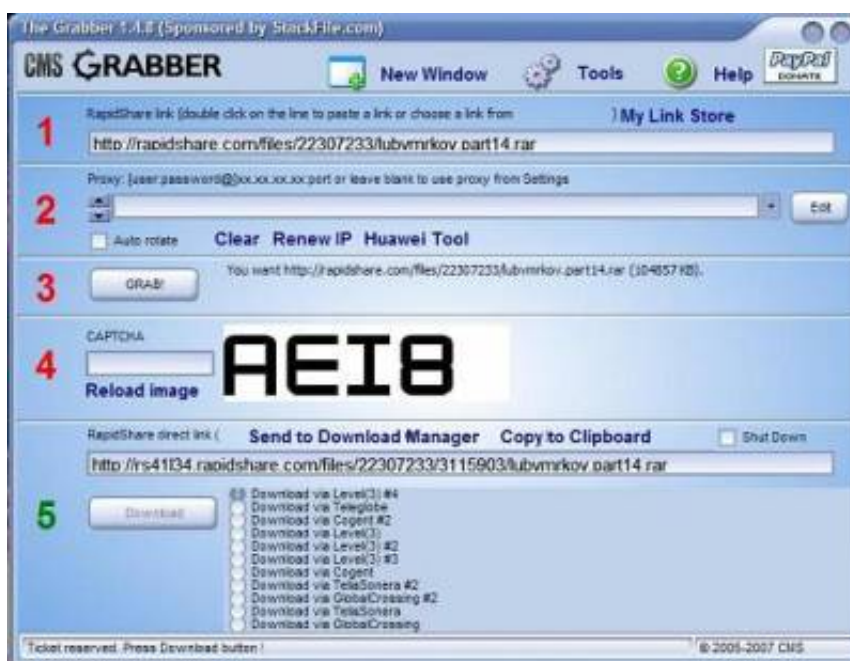 The Grabber 1.4.8 (Sponsored by StackFile.com)
CMS GRABBER
New Window
Tools
Help
PayPal
DONATE
1
RapidShare link (double click on the line to paste a link or choose a link from
) My Link Store
http://rapidshare.com/files/22307233/lubvmrkov.part14.rar
2
Proxy: [user:password@]xx.xx.xx.xx:port or leave blank to use proxy from Settings
Edit
Auto rotate
Clear Renew IP Huawei Tool
3
GRAB!
You want http://rapidshare.com/files/22307233/lubvmrkov.part14.rar (104857 KB).
4
CAPTCHA
Reload image
AEI8
RapidShare direct link (
Send to Download Manager
Copy to Clipboard
Shut Down
http://rs41l34.rapidshare.com/files/22307233/3115903/lubvmrkov.part14.rar
5
Download
Download via Level(3) #4
Download via Teleglobe
Download via Cogent #2
Download via Level(3)
Download via Level(3) #2
Download via Level(3) #3
Download via Cogent
Download via TeliaSonera #2
Download via GlobalCrossing #2
Download via TeliaSonera
Download via GlobalCrossing
Ticket reserved. Press Download button !
© 2005-2007 CMS